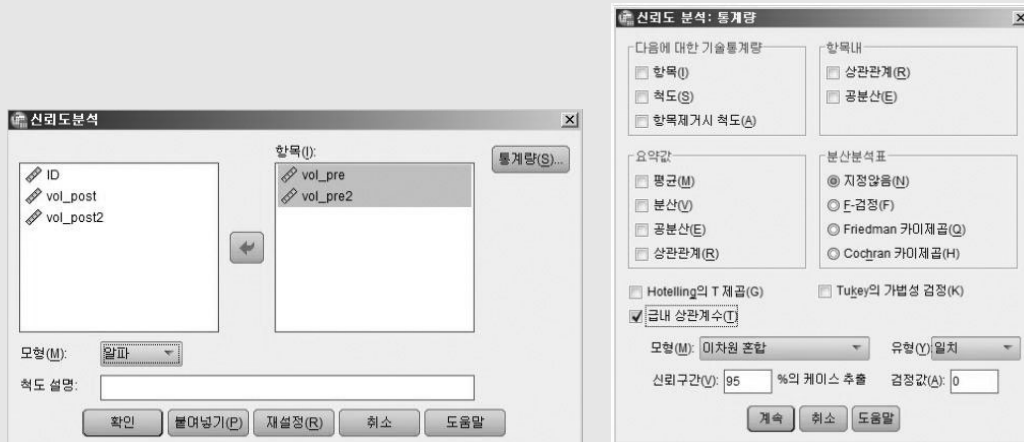 신뢰도분석
항목(I):
통계량(S)...
ID
vol_post
vol_post2
vol_pre
vol_pre2
모형(M): 알파
척도 설명:
확인 붙여넣기(P) 재설정(R) 취소 도움말
신뢰도 분석: 통계량
다음에 대한 기술통계량
항목(I)
척도(S)
항목제거시 척도(A)
항목내
상관관계(R)
공분산(E)
요약값
평균(M)
분산(V)
공분산(E)
상관관계(R)
분산분석표
지정않음(N)
F-검정(F)
Friedman 카이제곱(Q)
Cochran 카이제곱(H)
Hotelling의 T 제곱(G) Tukey의 가법성 검정(K)
급내 상관계수(T)
모형(M): 이차원 혼합 유형(Y): 일치
신뢰구간(V): 95 %의 케이스 추출 검정값(A): 0
계속 취소 도움말